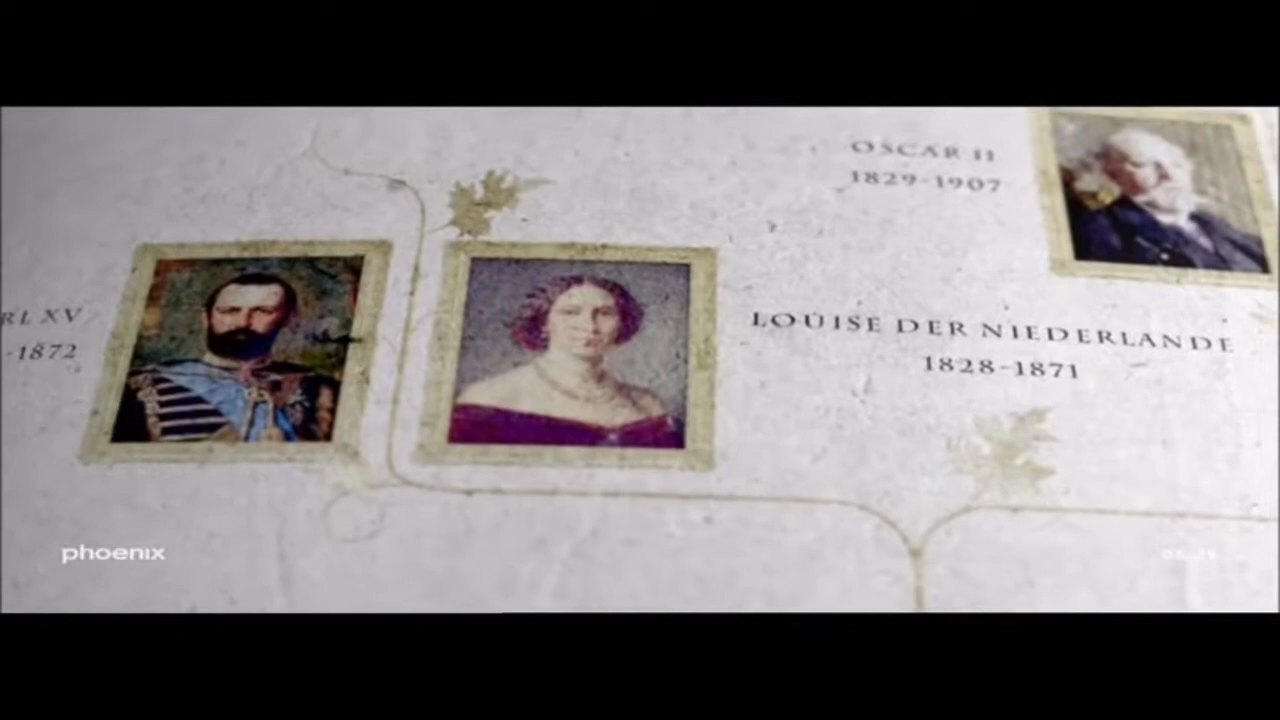 OSCAR II
1829-1907
RL XV
-1872
LOUISE DER NIEDERLANDE
1828-1871
phoenix